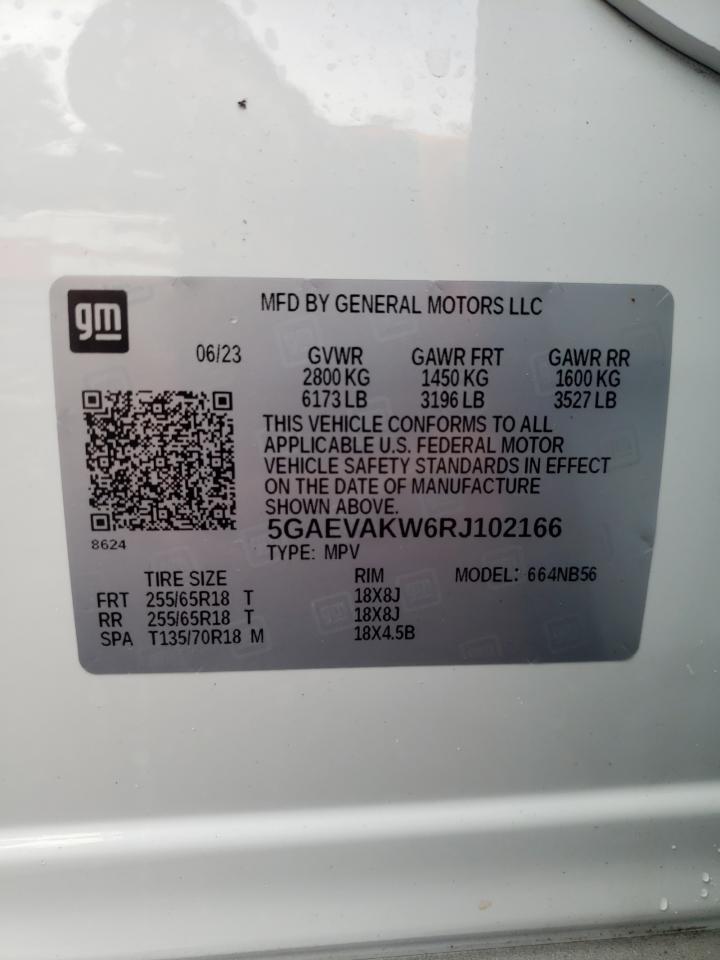 gm
MFD BY GENERAL MOTORS LLC
06/23 GVWR GAWR FRT GAWR RR
2800 KG 1450 KG 1600 KG
6173 LB 3196 LB 3527 LB
THIS VEHICLE CONFORMS TO ALL
APPLICABLE U.S. FEDERAL MOTOR
VEHICLE SAFETY STANDARDS IN EFFECT
ON THE DATE OF MANUFACTURE
SHOWN ABOVE.
5GAEVAKW6RJ102166
8624
TYPE: MPV
TIRE SIZE RIM MODEL: 664NB56
FRT 255/65R18 T 18X8J
RR 255/65R18 T 18X8J
SPA T135/70R18 M 18X4.5B